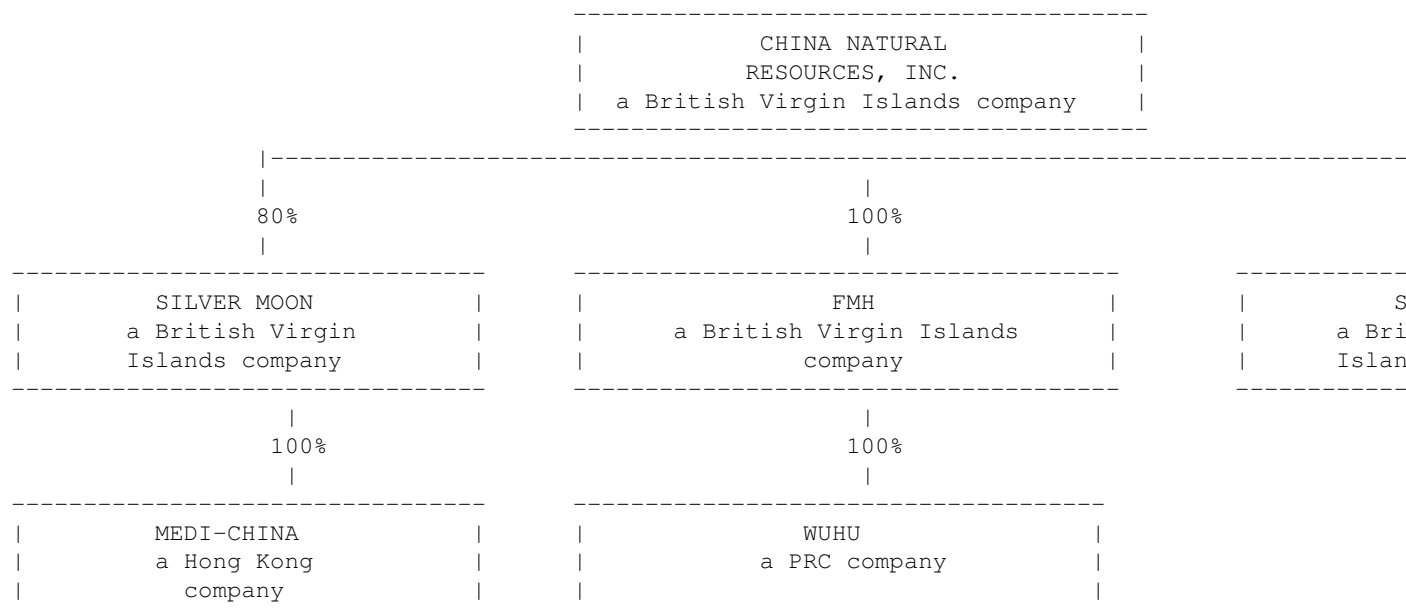 CHINA NATURAL
RESOURCES, INC.
a British Virgin Islands company
80% 100%
SILVER MOON FMH S
a British Virgin a British Virgin Islands a Bri
Islands company company Islan
100% 100%
MEDI-CHINA WUHU
a Hong Kong a PRC company
company